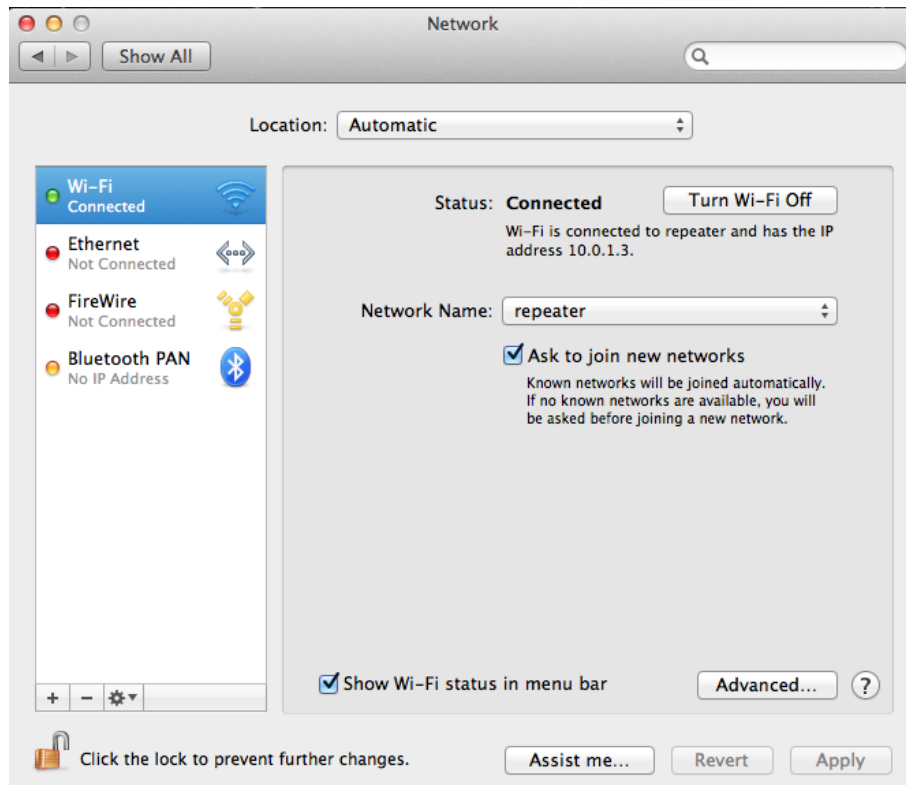 Network
Show All
Location: Automatic
Wi-Fi
Connected
Ethernet
Not Connected
FireWire
Not Connected
Bluetooth PAN
No IP Address
Status: Connected
Turn Wi-Fi Off
Wi-Fi is connected to repeater and has the IP
address 10.0.1.3.
Network Name: repeater
Ask to join new networks
Known networks will be joined automatically.
If no known networks are available, you will
be asked before joining a new network.
Show Wi-Fi status in menu bar
Advanced...
?
Click the lock to prevent further changes.
Assist me...
Revert
Apply